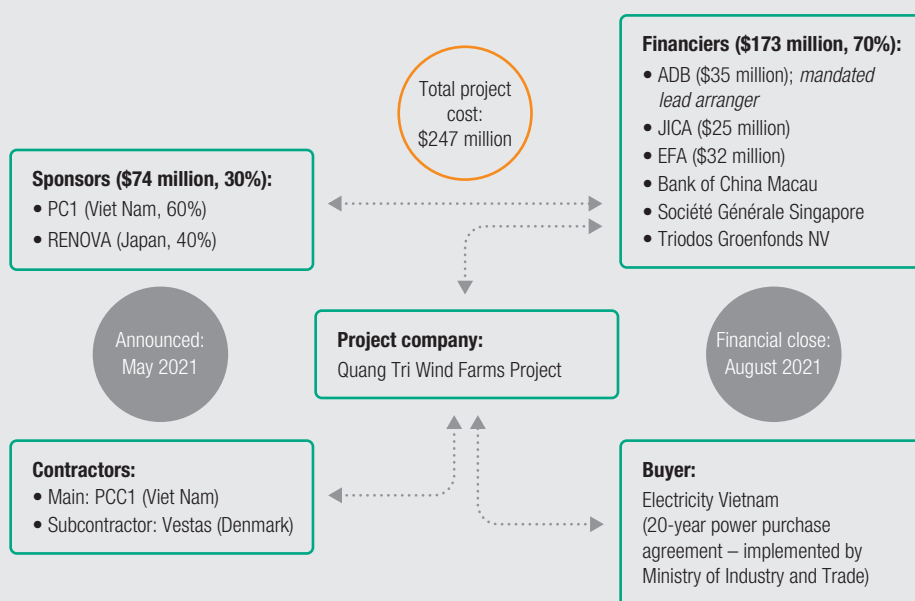 Total project
cost:
$247 million
Financiers ($173 million, 70%):
• ADB ($35 million); mandated
lead arranger
• JICA ($25 million)
• EFA ($32 million)
• Bank of China Macau
• Société Générale Singapore
• Triodos Groenfonds NV
Sponsors ($74 million, 30%):
• PC1 (Viet Nam, 60%)
• RENOVA (Japan, 40%)
Announced:
May 2021
Project company:
Quang Tri Wind Farms Project
Financial close:
August 2021
Contractors:
• Main: PCC1 (Viet Nam)
• Subcontractor: Vestas (Denmark)
Buyer:
Electricity Vietnam
(20-year power purchase
agreement – implemented by
Ministry of Industry and Trade)